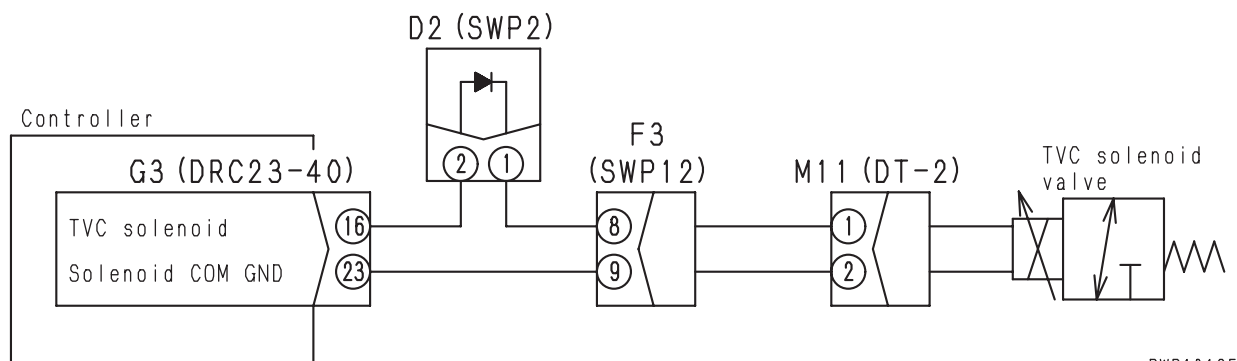 D2 (SWP2)
Controller
2 1
F3
(SWP12)
TVC solenoid
valve
G3 (DRC23-40)
M11 (DT-2)
TVC solenoid 16 8 1
Solenoid COM GND 23 9 2